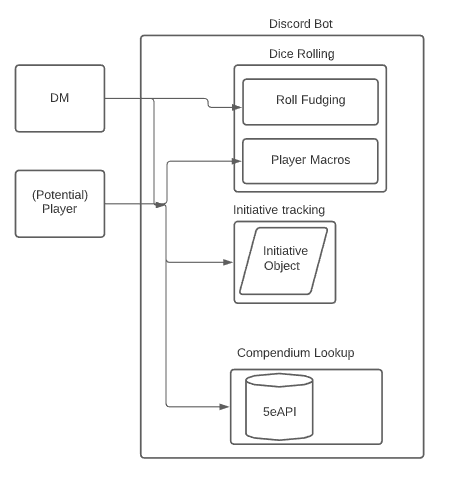 Discord Bot
Dice Rolling
DM
Roll Fudging
Player Macros
(Potential)
Player
Initiative tracking
Initiative
Object
Compendium Lookup
5eAPI